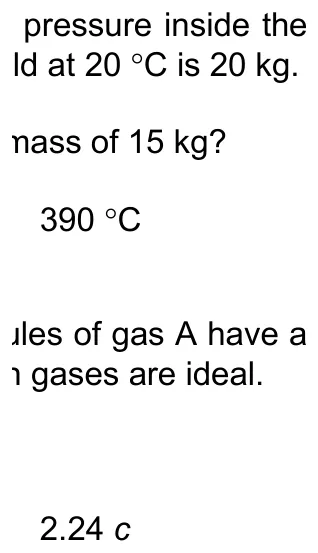 pressure inside the
ld at 20 °C is 20 kg.
mass of 15 kg?
390 °C
ules of gas A have a
gases are ideal.
2.24 c